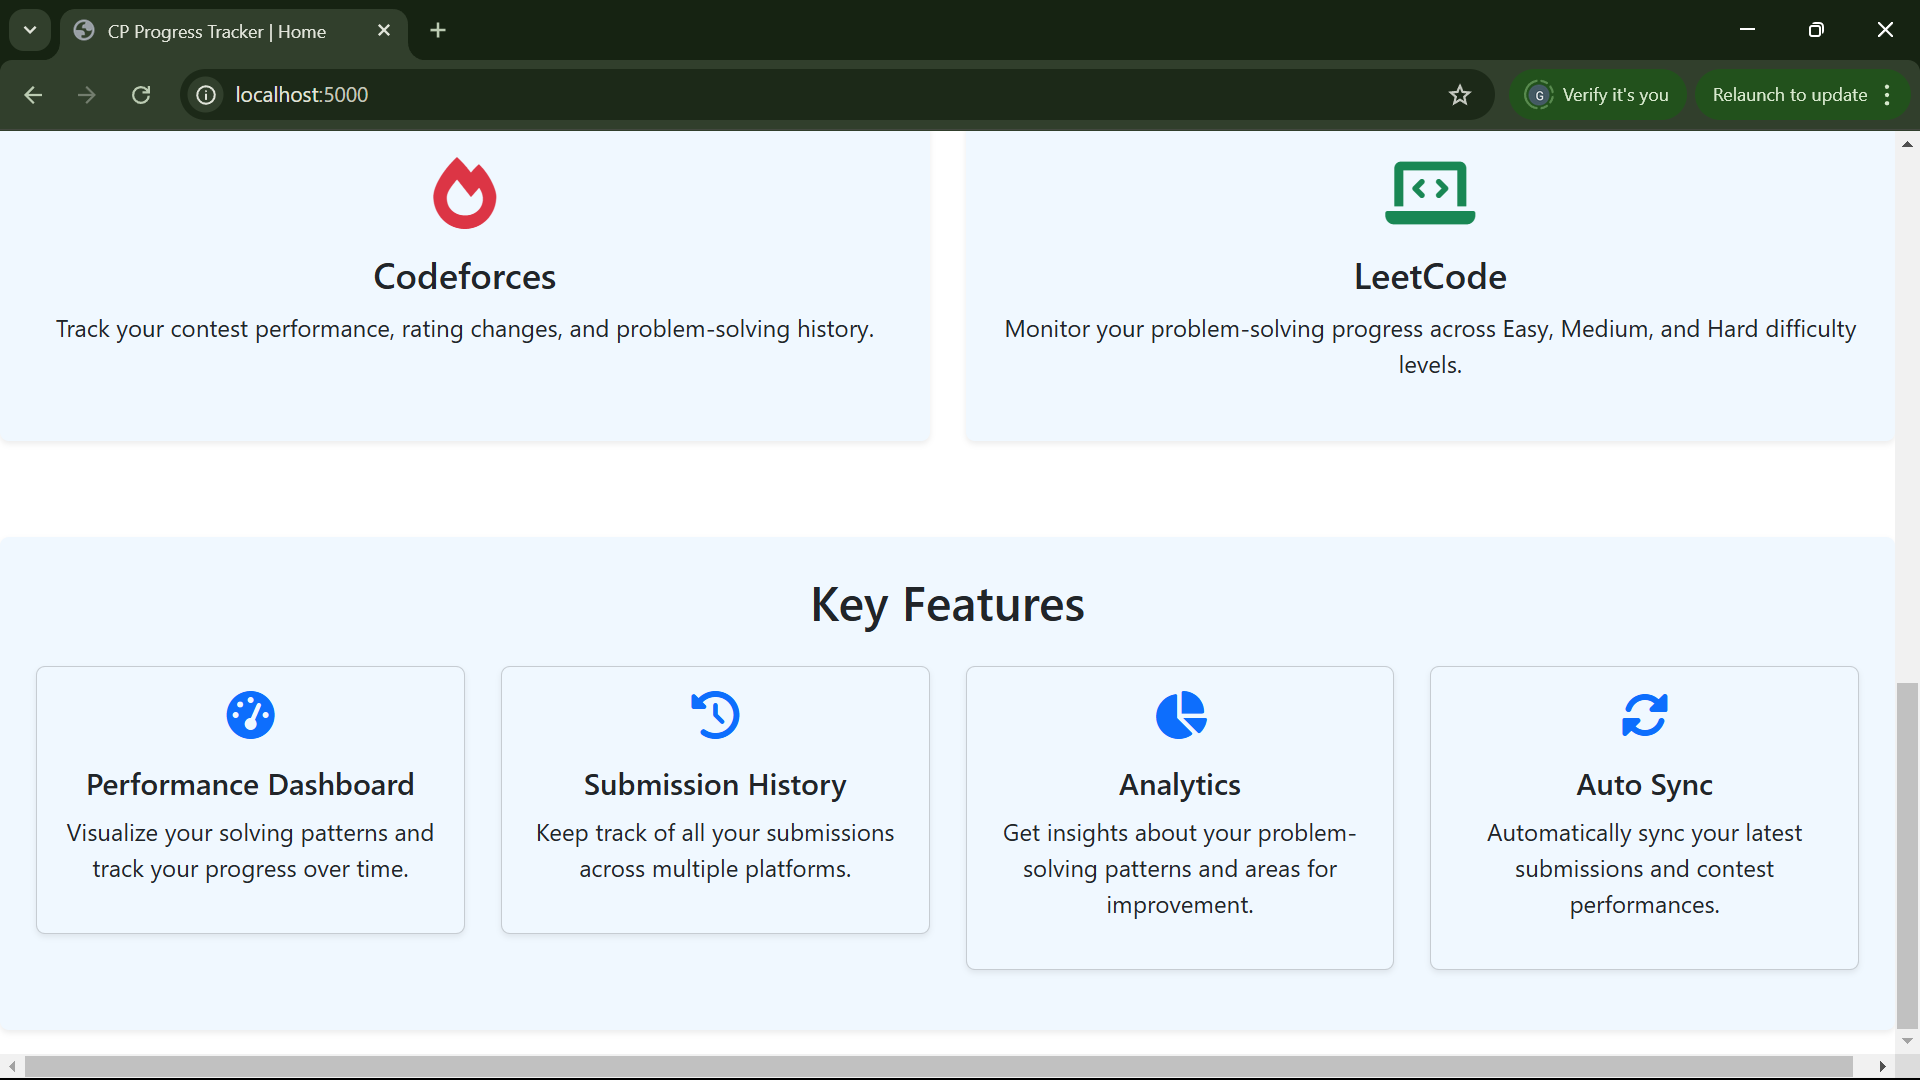 CP Progress Tracker | Home
localhost:5000
G
Verify it's you
Relaunch to update
Codeforces
Track your contest performance, rating changes, and problem-solving history.
LeetCode
Monitor your problem-solving progress across Easy, Medium, and Hard difficulty
levels.
Key Features
Performance Dashboard
Visualize your solving patterns and
track your progress over time.
Submission History
Keep track of all your submissions
across multiple platforms.
Analytics
Get insights about your problem-
solving patterns and areas for
improvement.
Auto Sync
Automatically sync your latest
submissions and contest
performances.